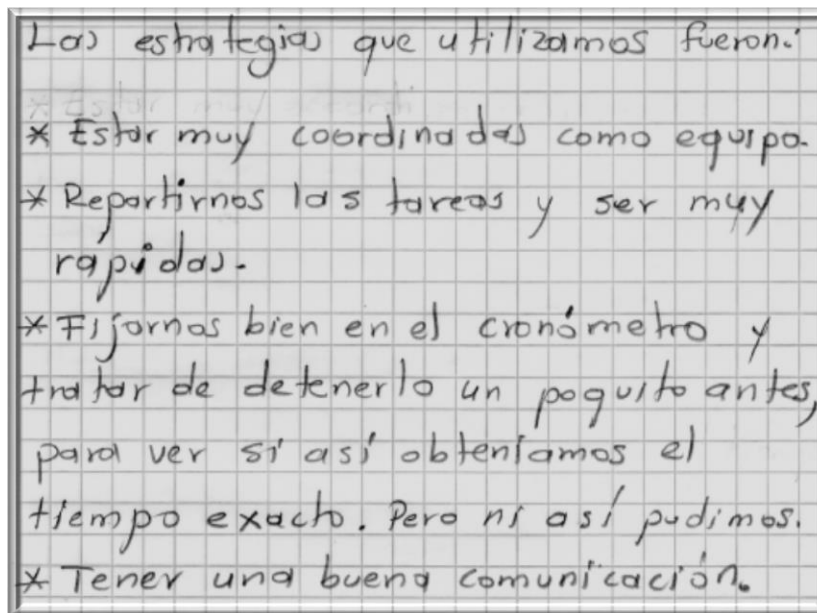 Las estrategias que utilizamos fueron:
* Estar muy coordinadas como equipo.
* Repartirnos las tareas y ser muy
rápidas.
* Fijarnos bien en el cronómetro y
tratar de detenerlo un poquito antes,
para ver si así obteníamos el
tiempo exacto. Pero ni así pudimos.
* Tener una buena comunicación.